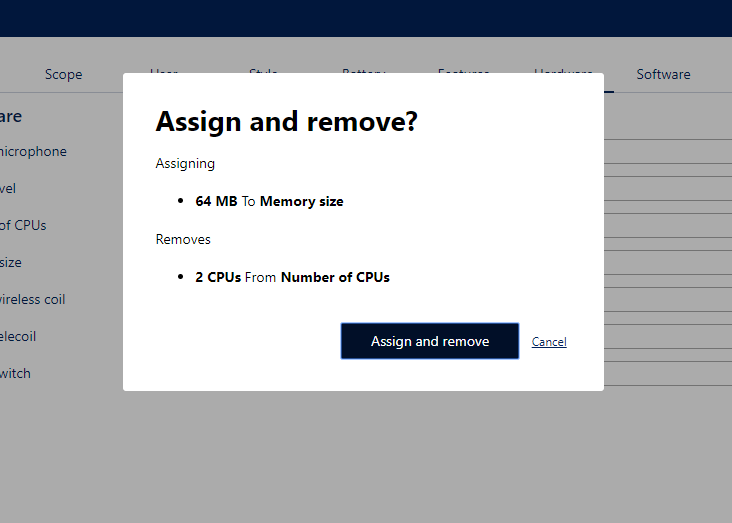 Scope Software
Assign and remove?
Assigning
64 MB To Memory size
Removes
2 CPUs From Number of CPUs
Assign and remove Cancel
are
microphone
vel
of CPUs
size
wireless coil
elecoil
witch